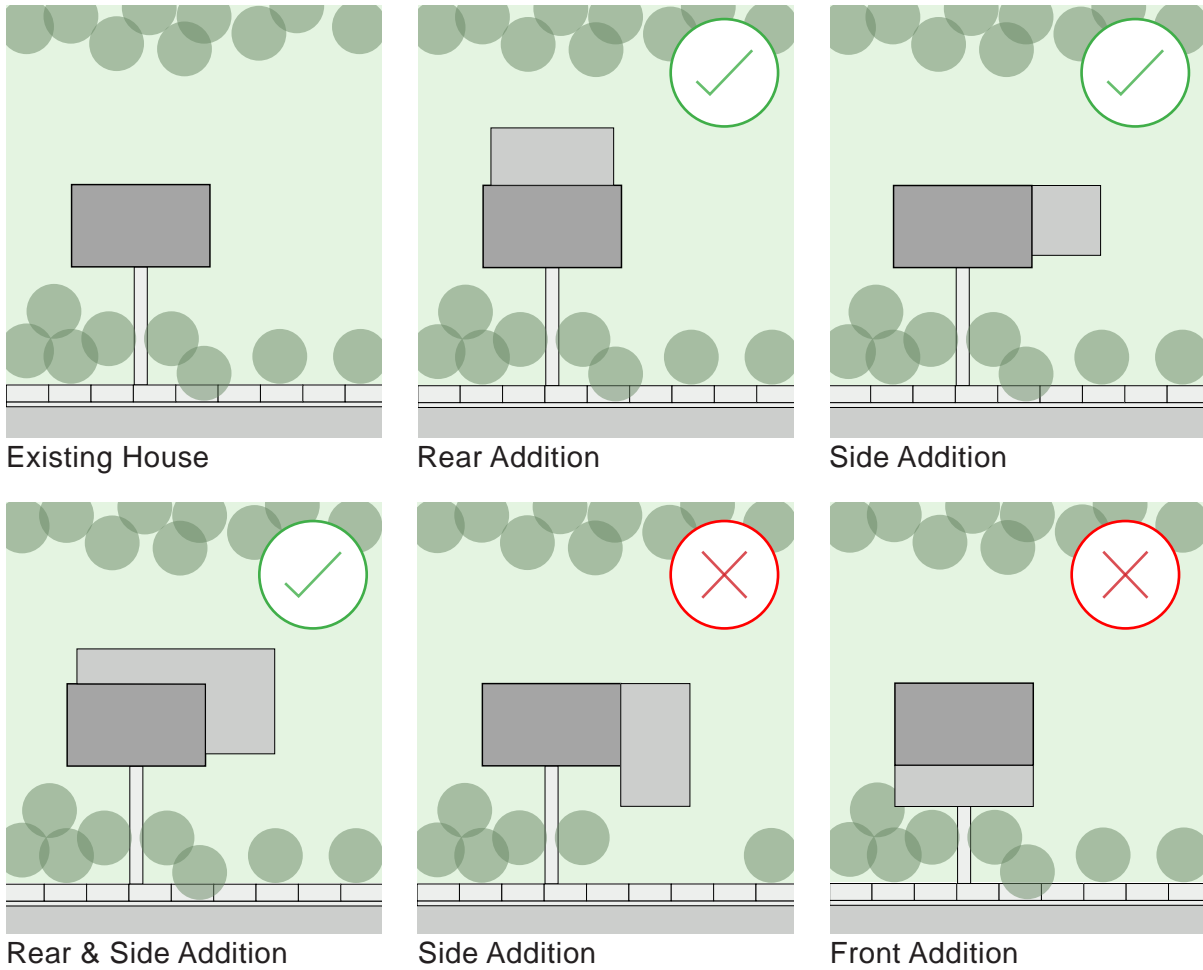 Existing House
Rear Addition
Side Addition
Rear & Side Addition
Side Addition
Front Addition